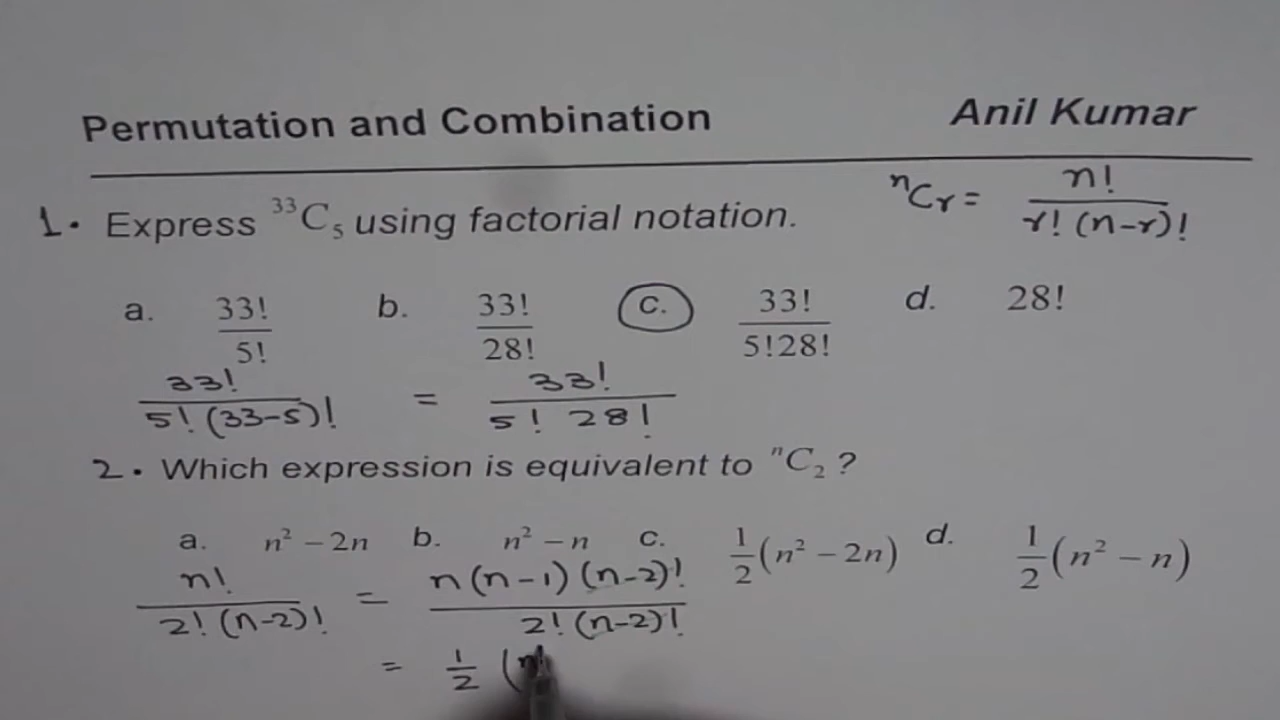 Permutation and Combination Anil Kumar
ⁿCᵣ = n! / r! (n-r)!
1. Express ³³C₅ using factorial notation.
a. 33!/5! b. 33!/28! c. 33!/5!28! d. 28!
33! / 5! (33-5)! = 33! / 5! 28!
2. Which expression is equivalent to ⁿC₂ ?
a. n² – 2n b. n² – n c. 1/2(n² – 2n) d. 1/2(n² – n)
n! / 2! (n-2)! = n(n-1)(n-2)! / 2! (n-2)!
= 1/2 (